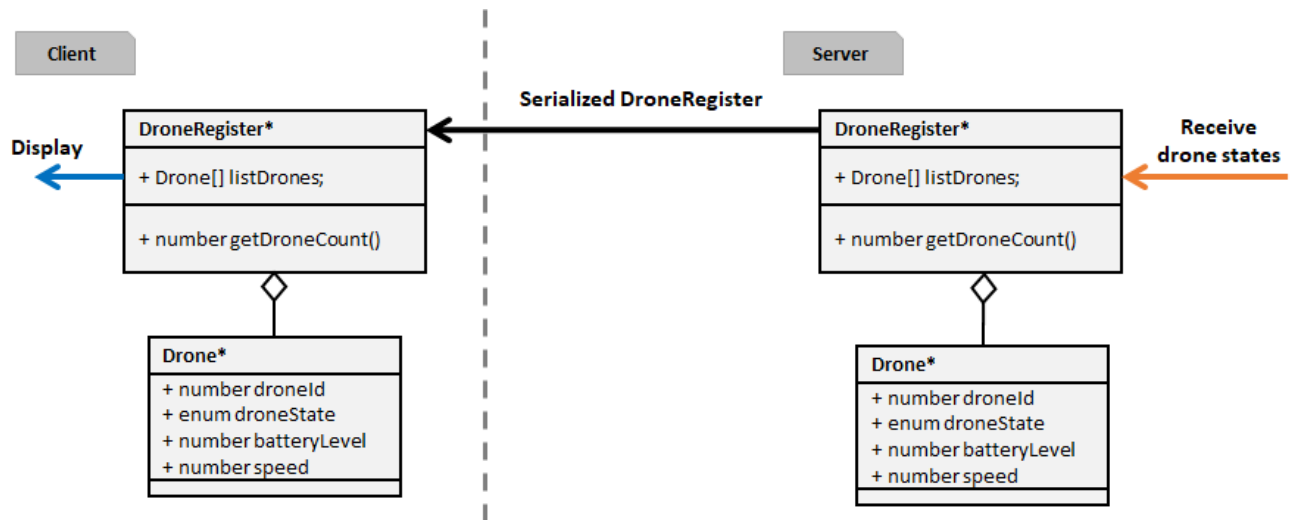 Client
Server
Serialized DroneRegister
DroneRegister*
+ Drone[] listDrones;
+ number getDroneCount()
Display
Drone*
+ number droneId
+ enum droneState
+ number batteryLevel
+ number speed
DroneRegister*
+ Drone[] listDrones;
+ number getDroneCount()
Receive
drone states
Drone*
+ number droneId
+ enum droneState
+ number batteryLevel
+ number speed